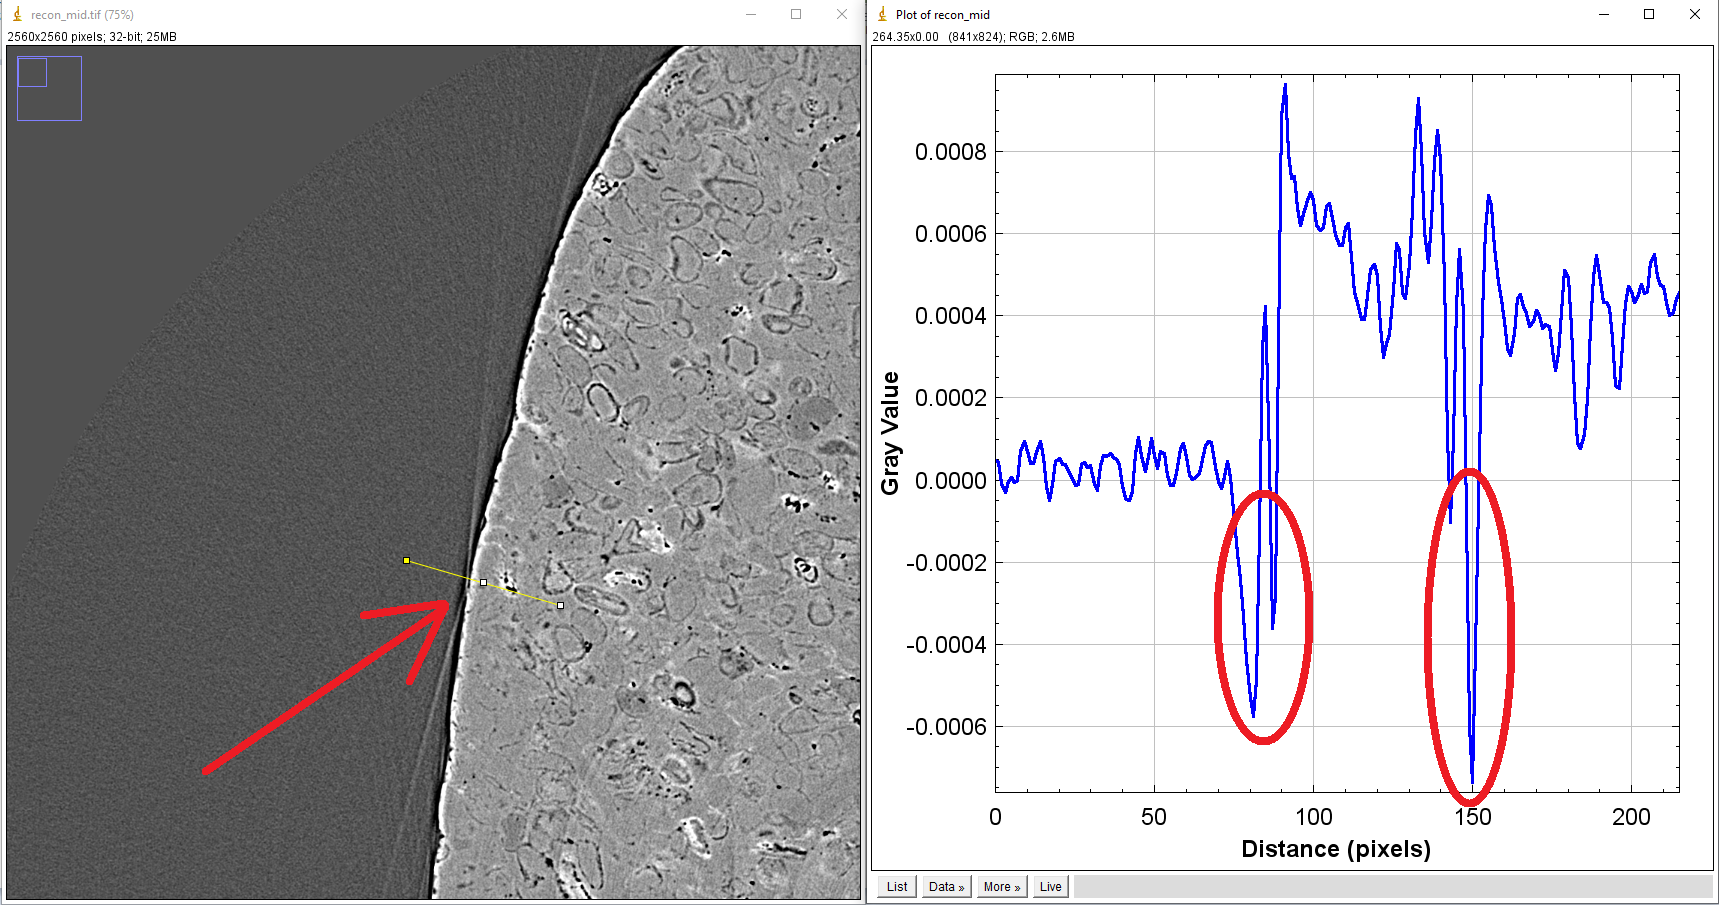 recon_mid.tif (75%)
2560x2560 pixels; 32-bit; 25MB
Plot of recon_mid
264.35x0.00 (841x824); RGB; 2.6MB
0.0008
0.0006
0.0004
0.0002
0.0000
-0.0002
-0.0004
-0.0006
Gray Value
0 50 100 150 200
Distance (pixels)
List Data » More » Live